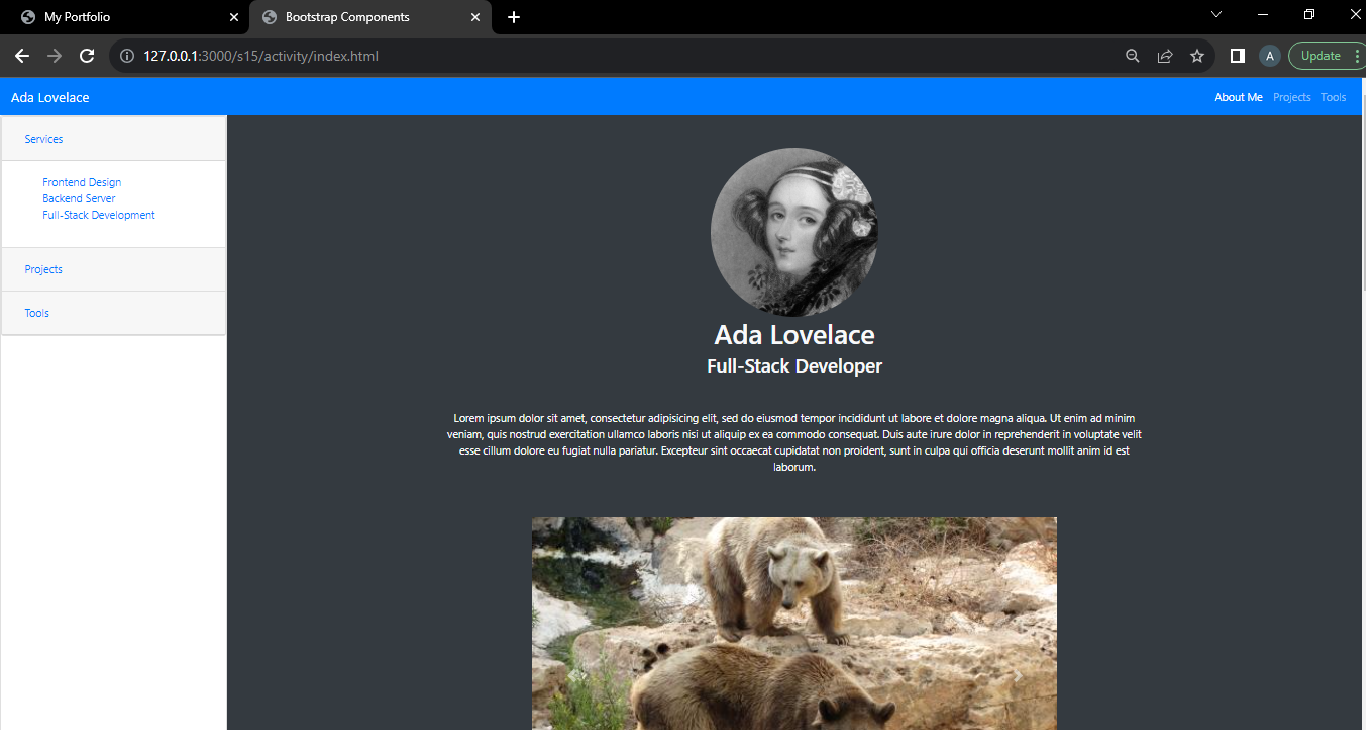 My Portfolio
Bootstrap Components
127.0.0.1:3000/s15/activity/index.html
A
Update
Ada Lovelace
About Me Projects Tools
Services
Frontend Design
Backend Server
Full-Stack Development
Projects
Tools
Ada Lovelace
Full-Stack Developer
Lorem ipsum dolor sit amet, consectetur adipisicing elit, sed do eiusmod tempor incididunt ut labore et dolore magna aliqua. Ut enim ad minim
veniam, quis nostrud exercitation ullamco laboris nisi ut aliquip ex ea commodo consequat. Duis aute irure dolor in reprehenderit in voluptate velit
esse cillum dolore eu fugiat nulla pariatur. Excepteur sint occaecat cupidatat non proident, sunt in culpa qui officia deserunt mollit anim id est
laborum.